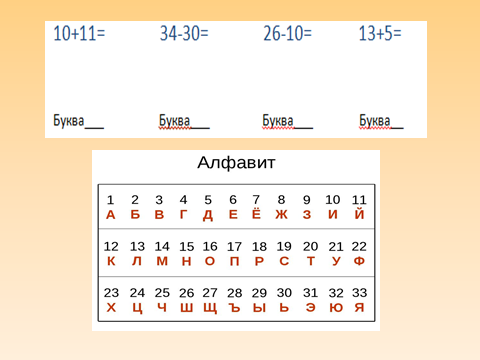 10+11= 34-30= 26-10= 13+5=
Буква___ Буква___ Буква___ Буква___
Алфавит
1 2 3 4 5 6 7 8 9 10 11
А Б В Г Д Е Ё Ж З И Й
12 13 14 15 16 17 18 19 20 21 22
К Л М Н О П Р С Т У Ф
23 24 25 26 27 28 29 30 31 32 33
Х Ц Ч Ш Щ Ъ Ы Ь Э Ю Я